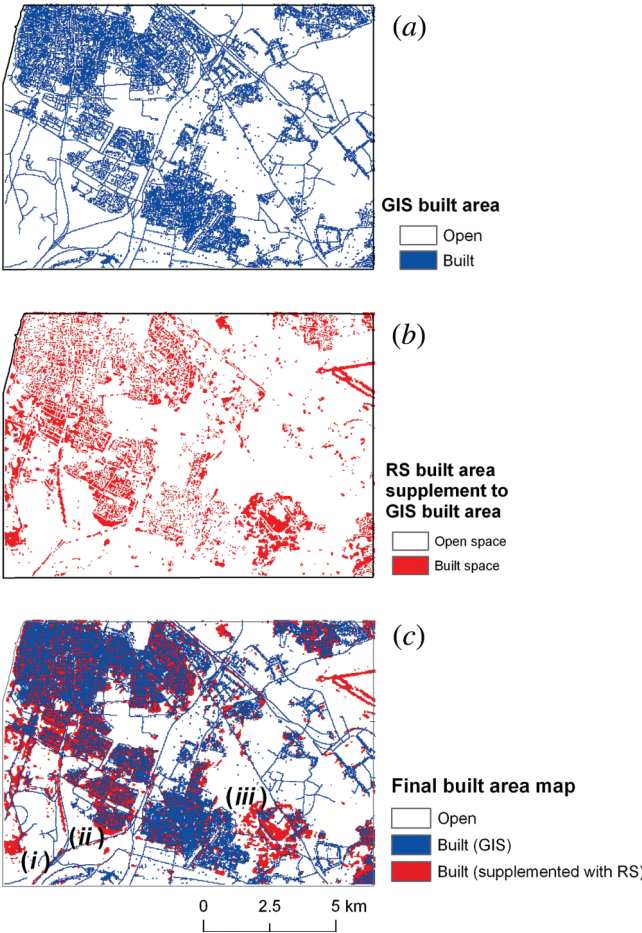 (a)
GIS built area
Open
Built
(b)
RS built area
supplement to
GIS built area
Open space
Built space
(c)
(iii)
(ii)
(i)
Final built area map
Open
Built (GIS)
Built (supplemented with RS)
0 2.5 5 km